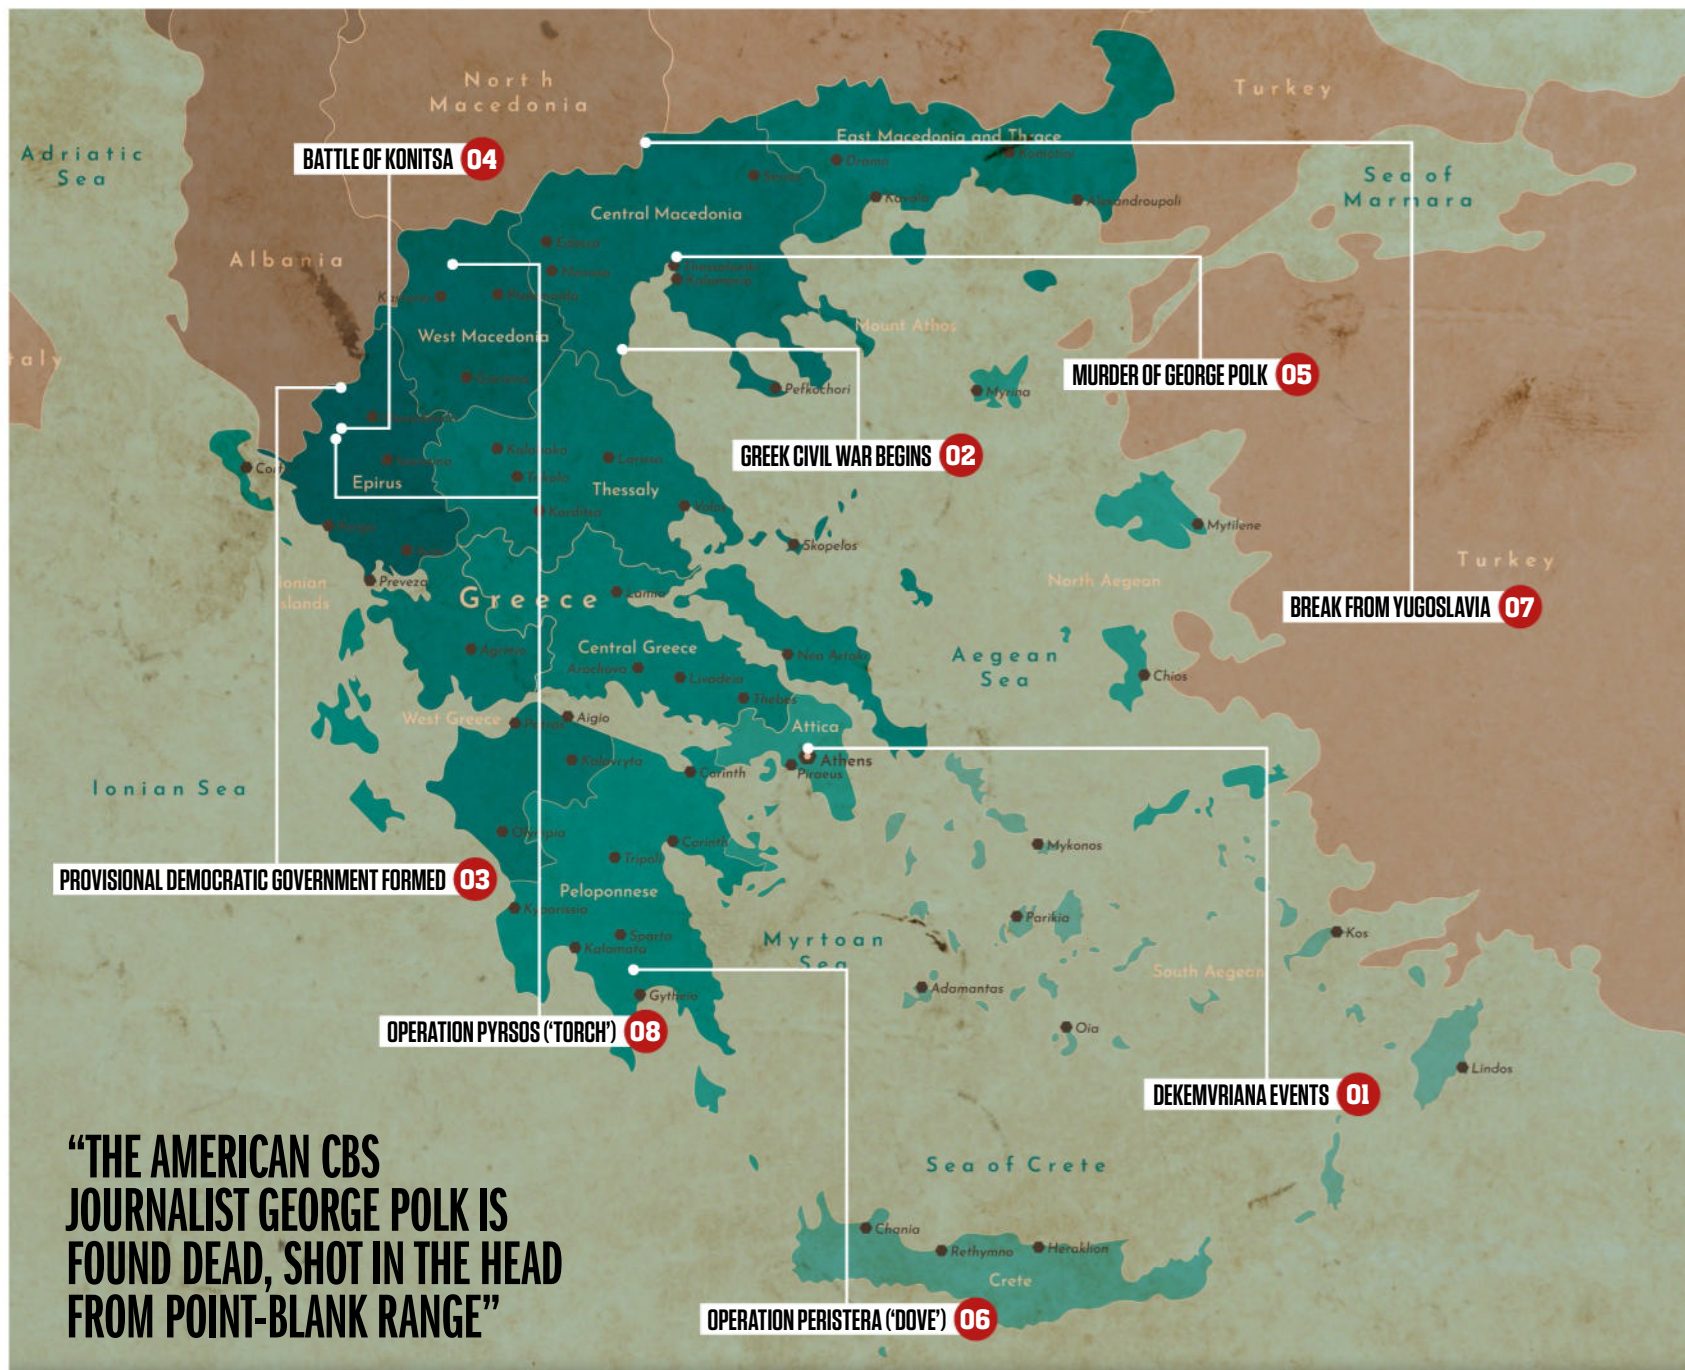 North
Macedonia
Turkey
Adriatic
Sea
BATTLE OF KONITSA 04
East Macedonia and Thrace
Drama
Komotini
Serres
Kavala
Alexandroupoli
Sea of
Marmara
Central Macedonia
Albania
Edessa
Naousa
Thessaloniki
Kalamaria
Kastoria
Ptolemaida
West Macedonia
Mount Athos
taly
Grevena
MURDER OF GEORGE POLK 05
Pefkochori
Myrina
GREEK CIVIL WAR BEGINS 02
Corfu
Ioannina
Kalabaka
Larissa
Trikala
Epirus
Thessaly
Karditsa
Volos
Parga
Arta
Skopelos
Mytilene
Preveza
Ionian
Islands
Greece
Lamia
North Aegean
Turkey
BREAK FROM YUGOSLAVIA 07
Agrinio
Central Greece
Arachova
Livadeia
Nea Artaki
Aegean
Sea
Chios
Thebes
West Greece
Patras
Aigio
Attica
Kalavryta
Corinth
Athens
Piraeus
Ionian Sea
Olympia
Tripoli
Corinth
Mykonos
PROVISIONAL DEMOCRATIC GOVERNMENT FORMED 03
Peloponnese
Kyparissia
Parikia
Sparta
Kalamata
Myrtoan
Sea
Kos
South Aegean
Gytheio
Adamantas
OPERATION PYRSOS (‘TORCH’) 08
Oia
Lindos
DEKEMVRIANA EVENTS 01
“THE AMERICAN CBS
JOURNALIST GEORGE POLK IS
FOUND DEAD, SHOT IN THE HEAD
FROM POINT-BLANK RANGE”
Sea of Crete
Chania
Rethymno
Heraklion
Crete
OPERATION PERISTERA (‘DOVE’) 06